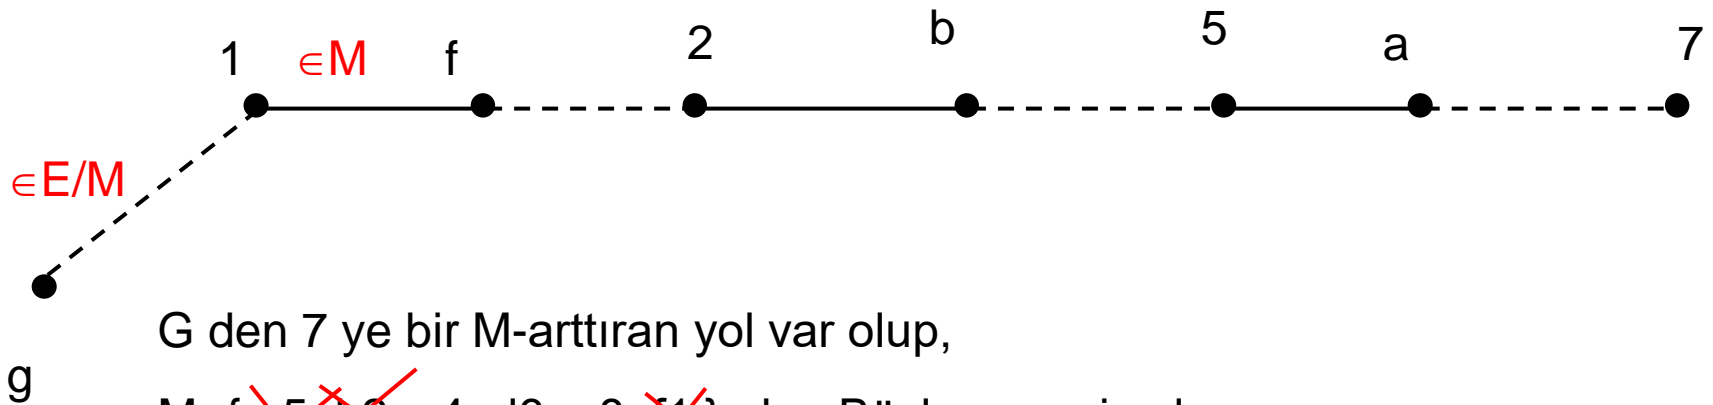 1 ∈M f 2 b 5 a 7
∈E/M
G den 7 ye bir M-arttıran yol var olup,
g